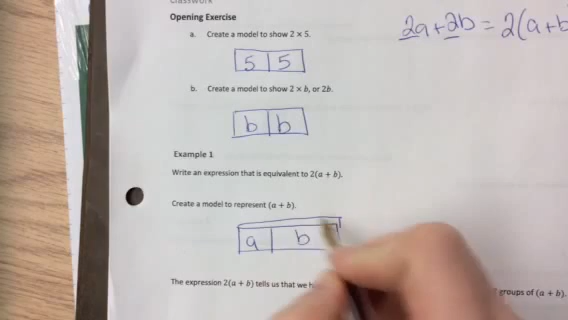 Classwork
Opening Exercise
a. Create a model to show 2 × 5.
5 5
b. Create a model to show 2 × b, or 2b.
b b
2a+2b = 2(a+b
Example 1
Write an expression that is equivalent to 2(a + b).
Create a model to represent (a + b).
a b
The expression 2(a + b) tells us that we groups of (a + b).